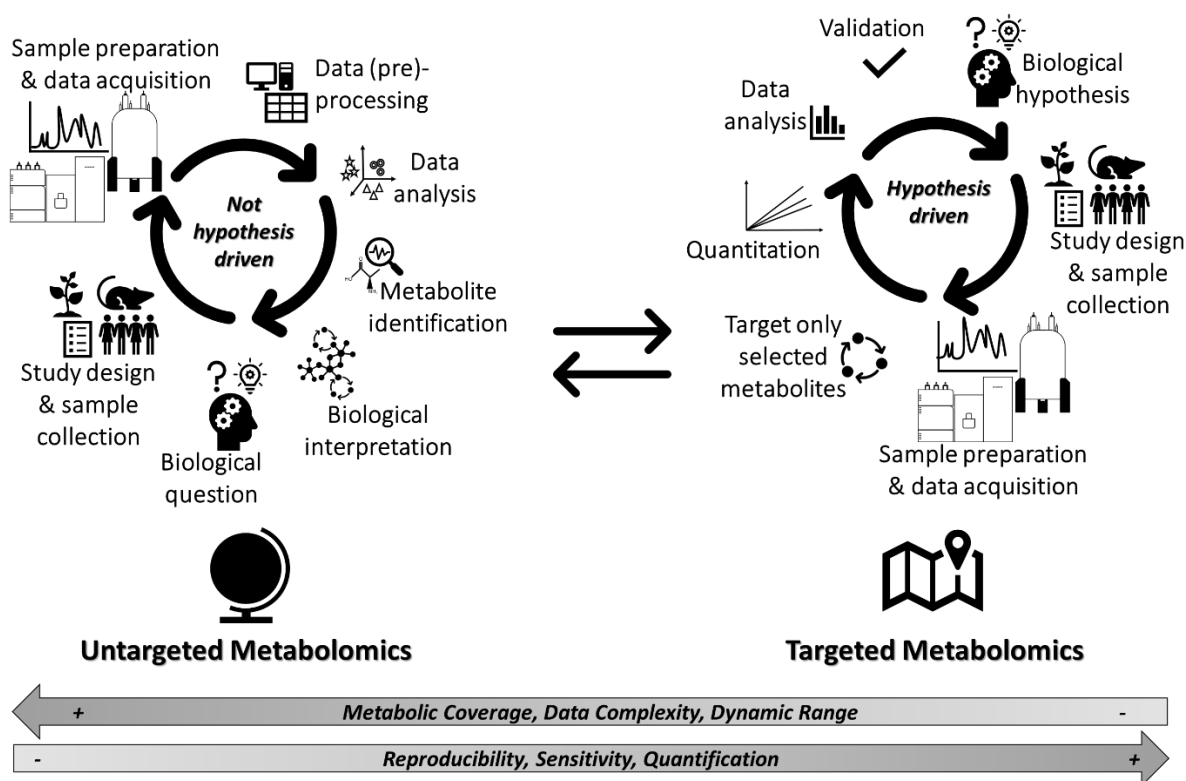 Sample preparation
& data acquisition
Data (pre)-
processing
Data
analysis
Metabolite
identification
Biological
interpretation
Biological
question
Study design
& sample
collection
Not
hypothesis
driven
?
Untargeted Metabolomics
Validation
?
Biological
hypothesis
Study design
& sample
collection
Sample preparation
& data acquisition
Target only
selected
metabolites
Quantitation
Data
analysis
Hypothesis
driven
Targeted Metabolomics
+ Metabolic Coverage, Data Complexity, Dynamic Range -
- Reproducibility, Sensitivity, Quantification +